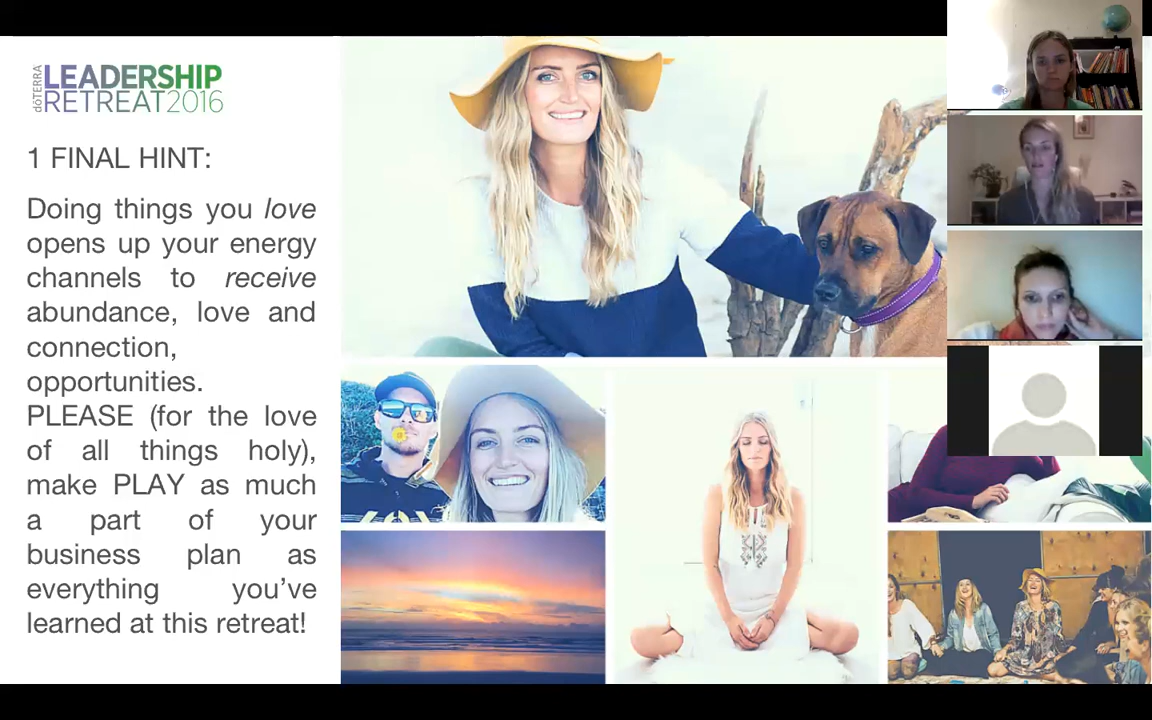 dōTERRA
LEADERSHIP
RETREAT2016
1 FINAL HINT:
Doing things you love
opens up your energy
channels to receive
abundance, love and
connection,
opportunities.
PLEASE (for the love
of all things holy),
make PLAY as much
a part of your
business plan as
everything you’ve
learned at this retreat!